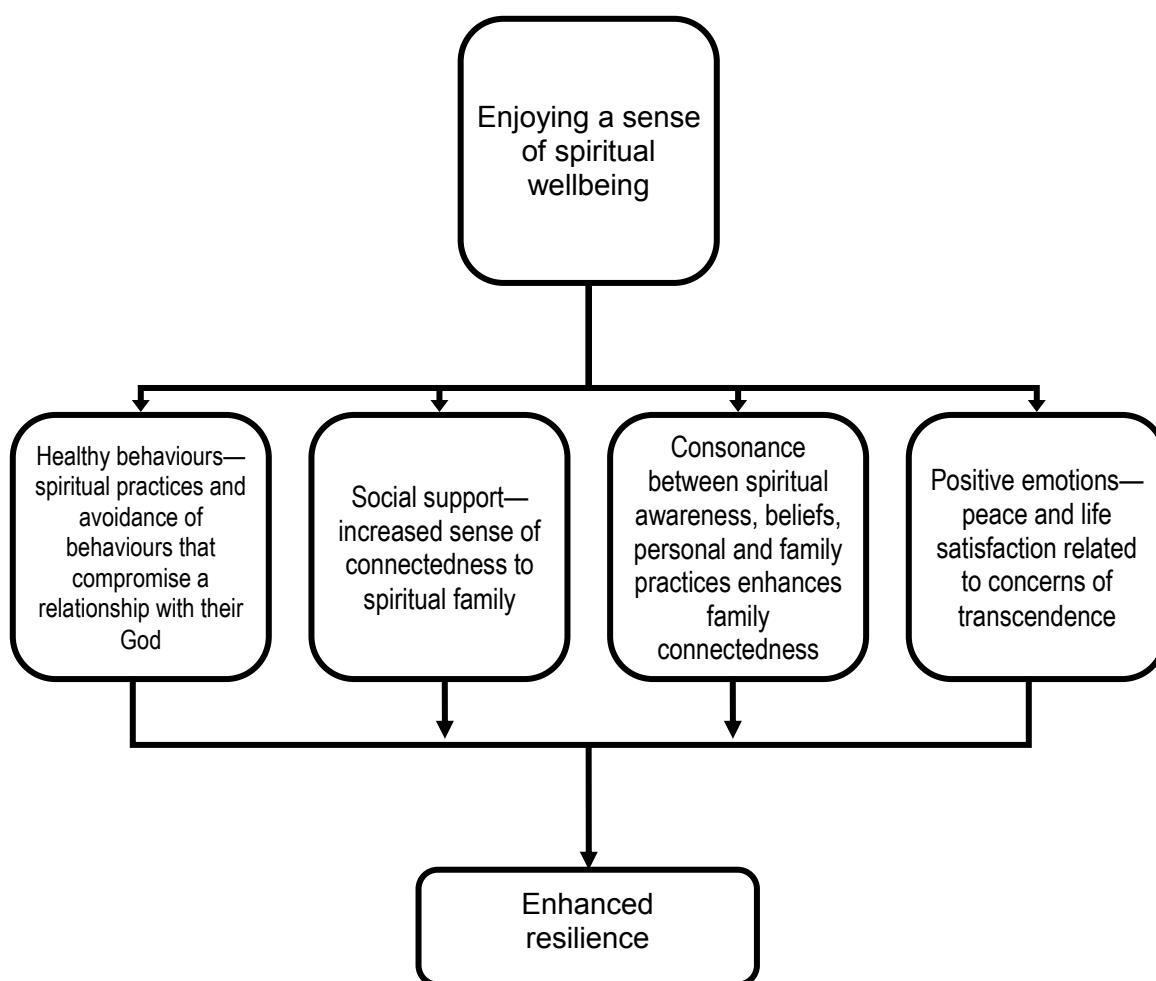 Enjoying a sense
of spiritual
wellbeing
Healthy behaviours—
spiritual practices and
avoidance of
behaviours that
compromise a
relationship with their
God
Social support—
increased sense of
connectedness to
spiritual family
Consonance
between spiritual
awareness, beliefs,
personal and family
practices enhances
family
connectedness
Positive emotions—
peace and life
satisfaction related
to concerns of
transcendence
Enhanced
resilience